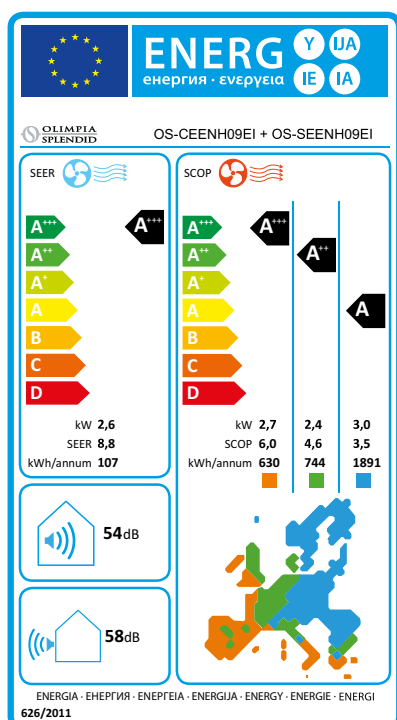 ENERG Y IJA
енергия · ενεργεια IE IA
OLIMPIA
SPLENDID
OS-CEENH09EI + OS-SEENH09EI
SEER
A+++
A+++
A++
A+
A
B
C
D
kW 2,6
SEER 8,8
kWh/annum 107
SCOP
A+++
A+++
A++
A++
A+
A
A
B
C
D
kW 2,7 2,4 3,0
SCOP 6,0 4,6 3,5
kWh/annum 630 744 1891
54dB
58dB
ENERGIA · ЕНЕРГИЯ · ΕΝΕΡΓΕΙΑ · ENERGIJA · ENERGY · ENERGIE · ENERGI
626/2011